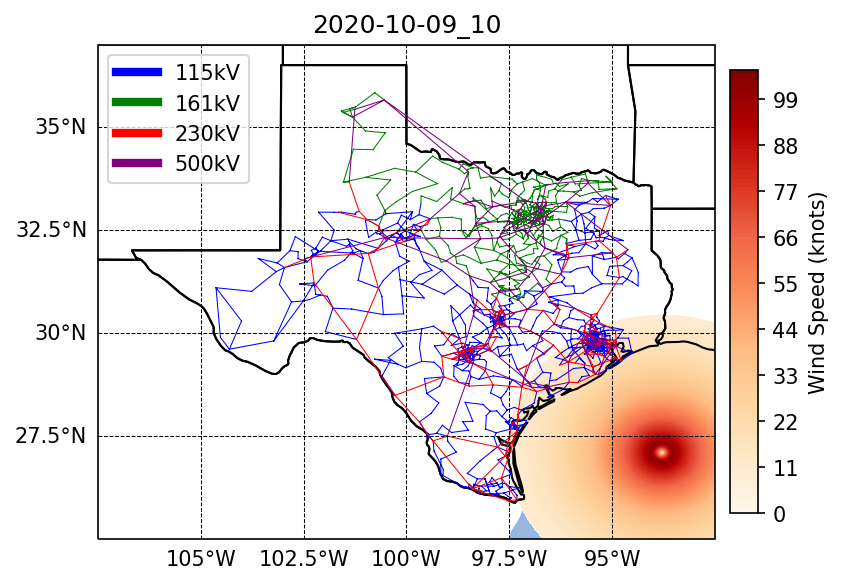 2020-10-09_10
115kV
161kV
230kV
500kV
35°N
32.5°N
30°N
27.5°N
105°W
102.5°W
100°W
97.5°W
95°W
99
88
77
66
55
44
33
22
11
0
Wind Speed (knots)